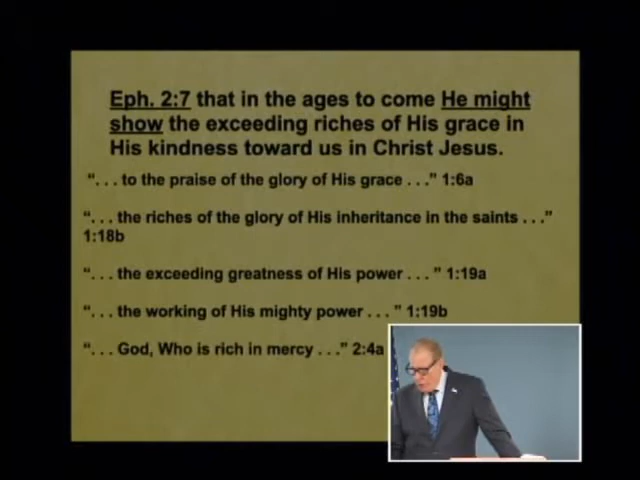 Eph. 2:7 that in the ages to come He might
show the exceeding riches of His grace in
His kindness toward us in Christ Jesus.
“. . . to the praise of the glory of His grace . . .” 1:6a
“. . . the riches of the glory of His inheritance in the saints . . .”
1:18b
“. . . the exceeding greatness of His power . . .” 1:19a
“. . . the working of His mighty power . . . ” 1:19b
“. . . God, Who is rich in mercy . . .” 2:4a